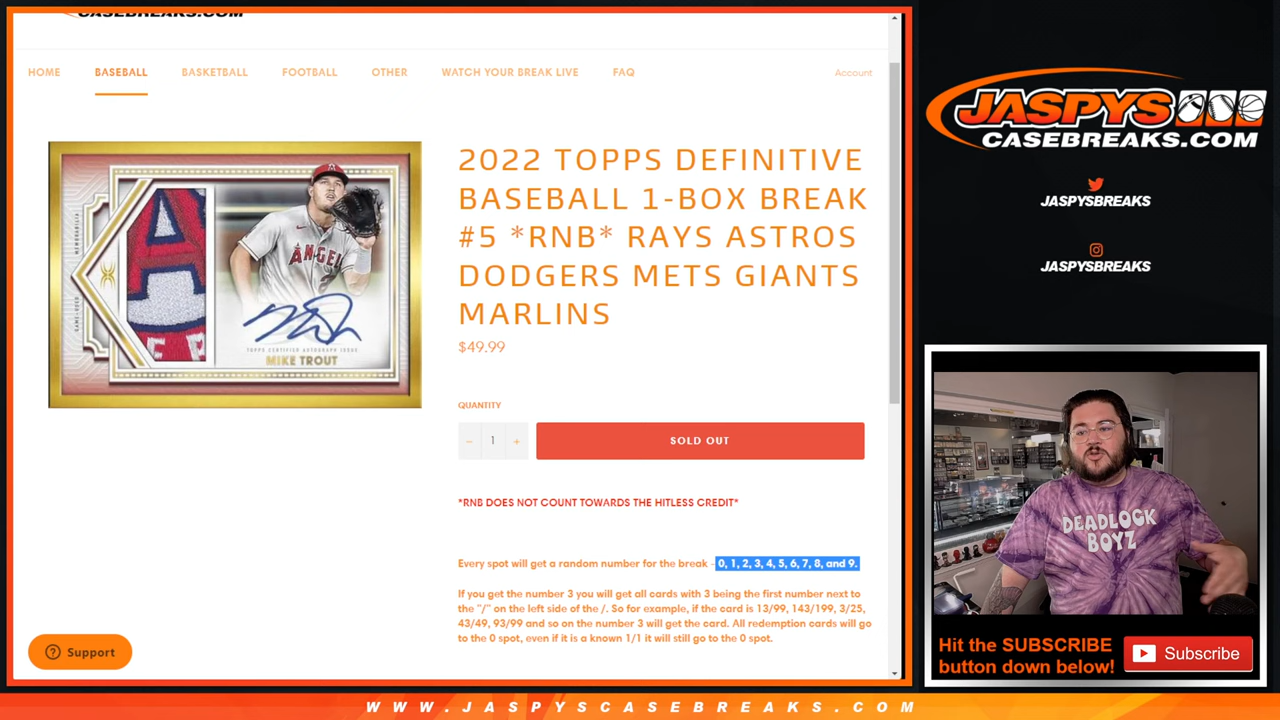 CASEBREAKS.COM
HOME BASEBALL BASKETBALL FOOTBALL OTHER WATCH YOUR BREAK LIVE FAQ Account
MEMORABILIA
ANGEL
TOPPS CERTIFIED AUTOGRAPH ISSUE
MIKE TROUT
2022 TOPPS DEFINITIVE
BASEBALL 1-BOX BREAK
#5 *RNB* RAYS ASTROS
DODGERS METS GIANTS
MARLINS
$49.99
QUANTITY
− 1 +
SOLD OUT
*RNB DOES NOT COUNT TOWARDS THE HITLESS CREDIT*
Every spot will get a random number for the break - 0, 1, 2, 3, 4, 5, 6, 7, 8, and 9.
If you get the number 3 you will get all cards with 3 being the first number next to
the "/" on the left side of the /. So for example, if the card is 13/99, 143/199, 3/25,
43/49, 93/99 and so on the number 3 will get the card. All redemption cards will go
to the 0 spot, even if it is a known 1/1 it will still go to the 0 spot.
Support
JASPYS
CASEBREAKS.COM
JASPYSBREAKS
JASPYSBREAKS
DEADLOCK
BOYZ
Hit the SUBSCRIBE
button down below!
Subscribe
WWW.JASPYSCASEBREAKS.COM